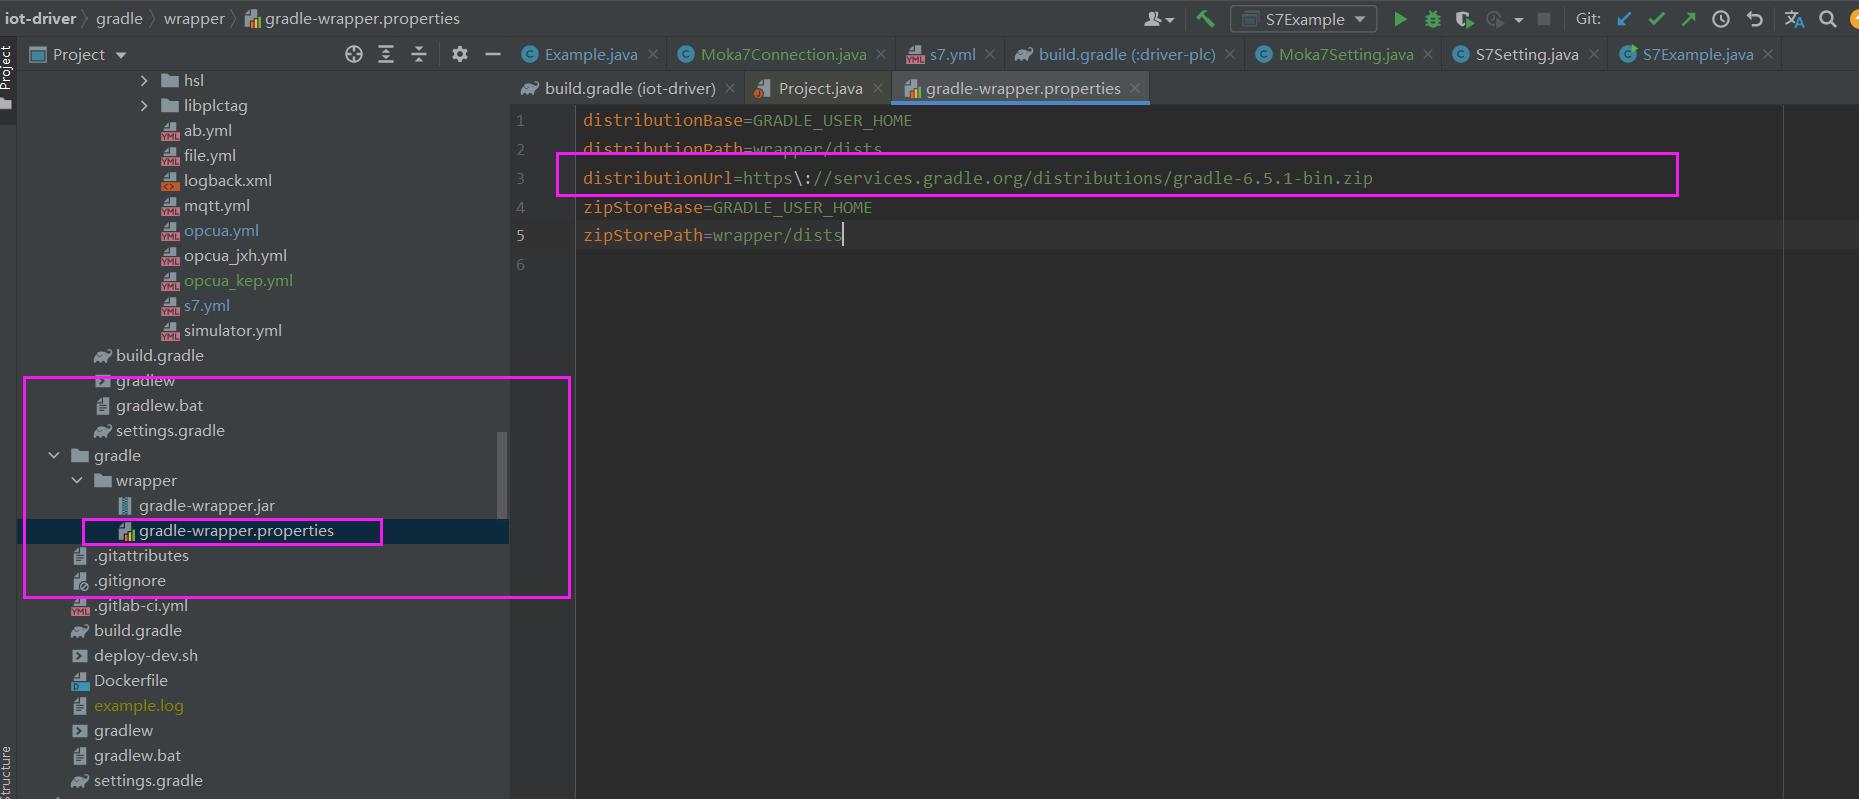 iot-driver gradle wrapper gradle-wrapper.properties S7Example Git:
Project
Project
Example.java Moka7Connection.java s7.yml build.gradle (:driver-plc) Moka7Setting.java S7Setting.java S7Example.java
build.gradle (iot-driver) Project.java gradle-wrapper.properties
hsl
libplctag
ab.yml
file.yml
logback.xml
mqtt.yml
opcua.yml
opcua_jxh.yml
opcua_kep.yml
s7.yml
simulator.yml
build.gradle
gradlew
gradlew.bat
settings.gradle
gradle
wrapper
gradle-wrapper.jar
gradle-wrapper.properties
.gitattributes
.gitignore
.gitlab-ci.yml
build.gradle
deploy-dev.sh
Dockerfile
example.log
gradlew
gradlew.bat
settings.gradle
Structure
1 distributionBase=GRADLE_USER_HOME
2 distributionPath=wrapper/dists
3 distributionUrl=https\://services.gradle.org/distributions/gradle-6.5.1-bin.zip
4 zipStoreBase=GRADLE_USER_HOME
5 zipStorePath=wrapper/dists
6